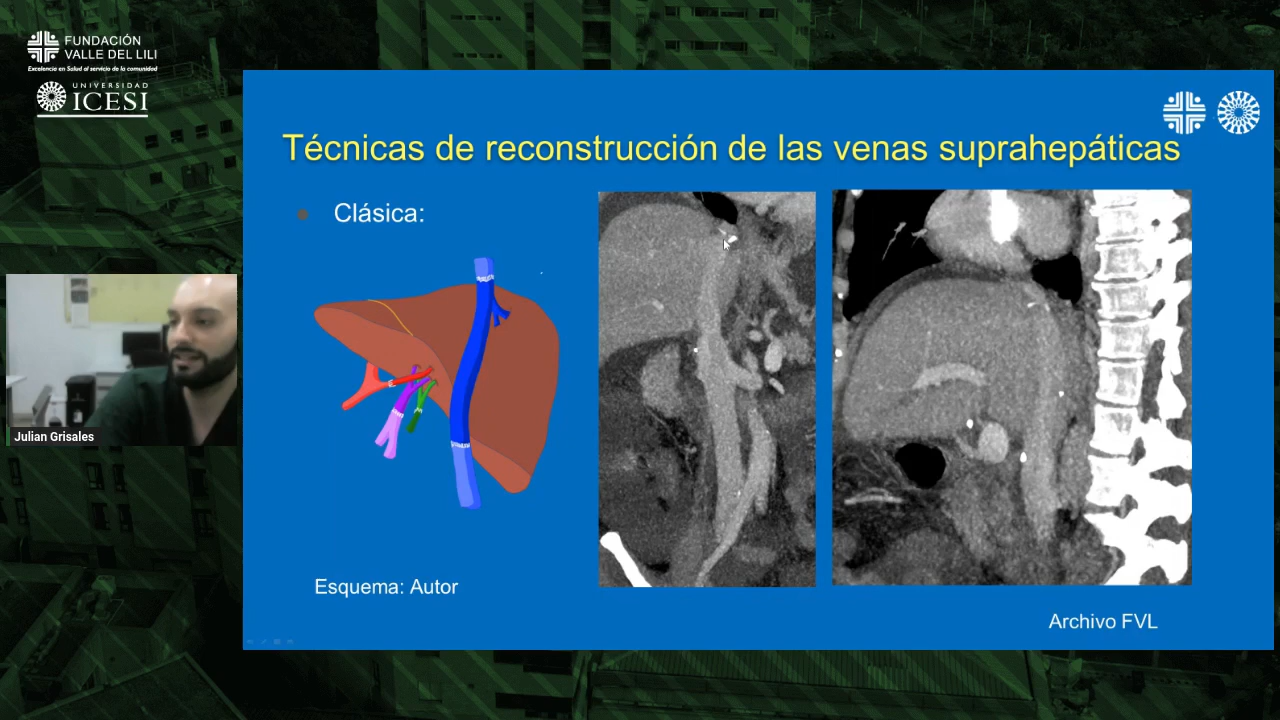 FUNDACIÓN
VALLE DEL LILI
Excelencia en Salud al servicio de la comunidad
UNIVERSIDAD
ICESI
Técnicas de reconstrucción de las venas suprahepáticas
Clásica:
Julian Grisales
Esquema: Autor
Archivo FVL